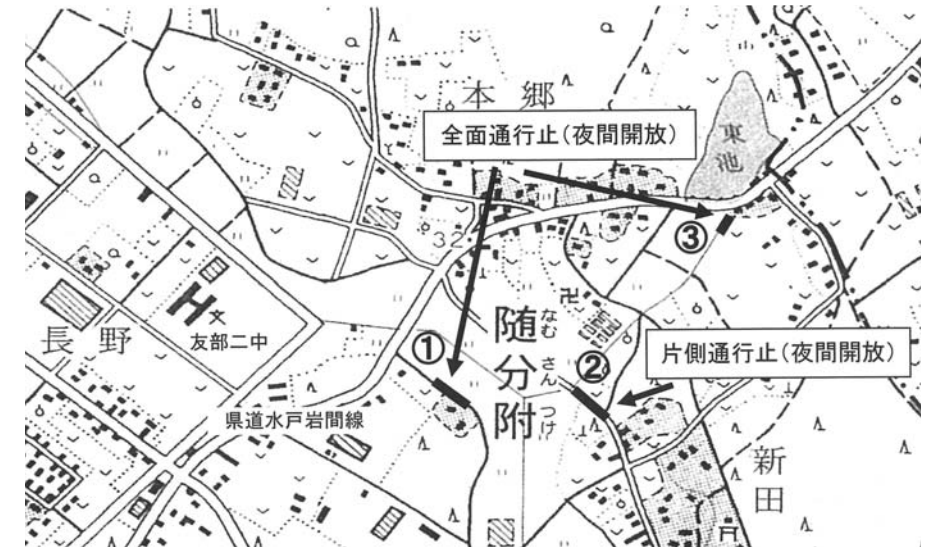 本郷
全面通行止(夜間開放)
東池
32
③
随分附
なむさんつけ
長野
友部二中
文
①
②
片側通行止(夜間開放)
県道水戸岩間線
新田